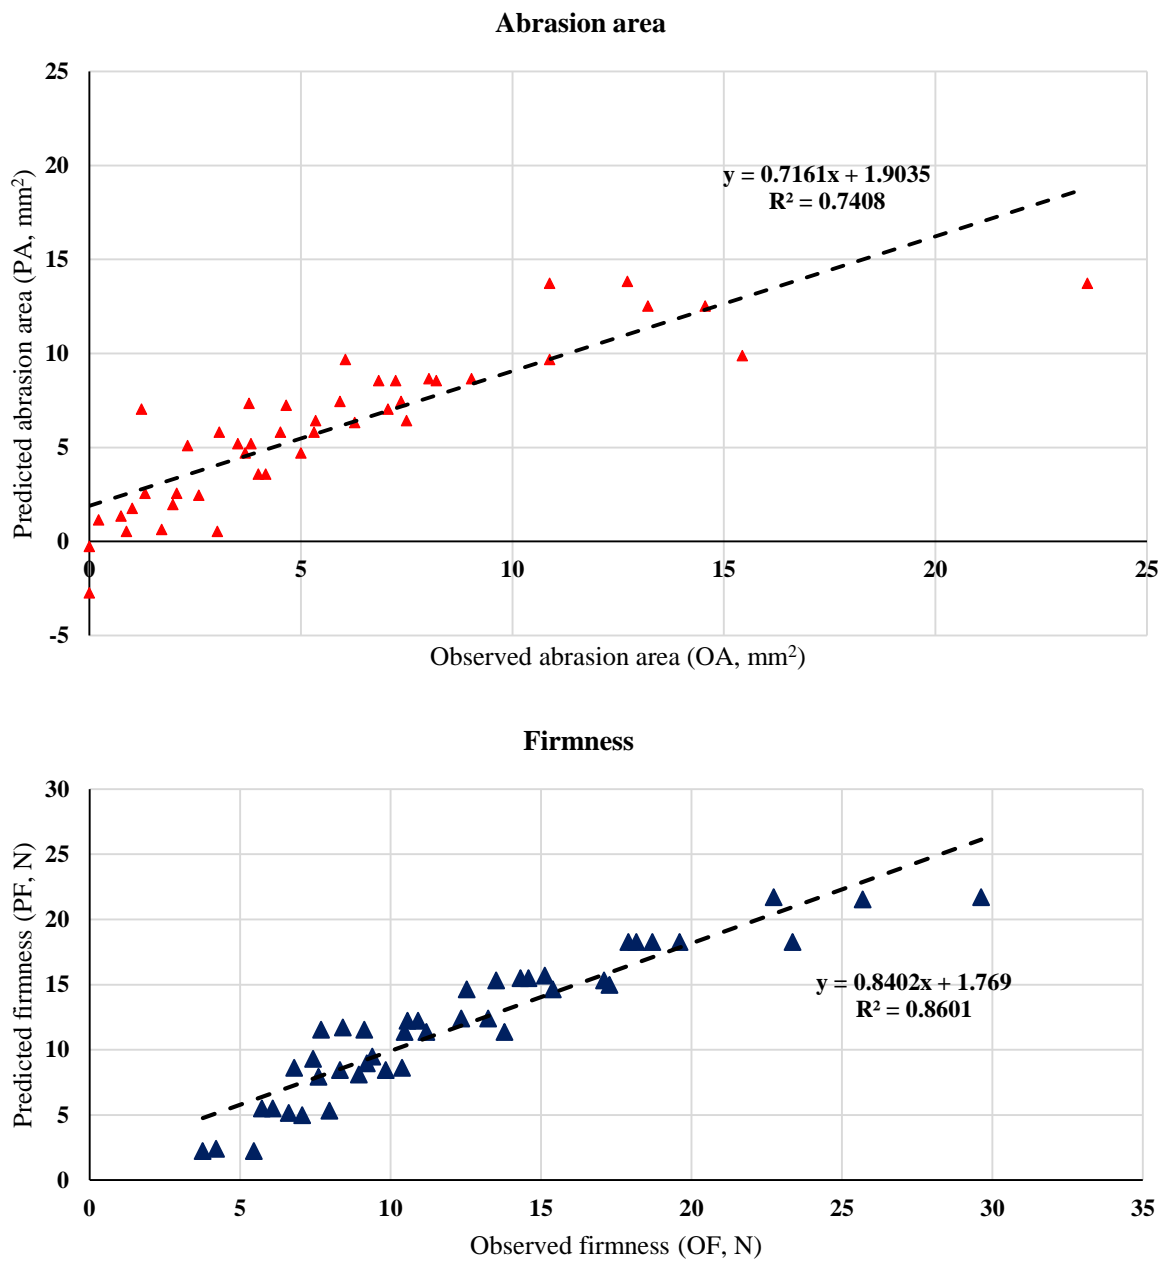 Abrasion area
25
20
15
10
5
0
-5
0
5
10
15
20
25
Predicted abrasion area (PA, mm²)
y = 0.7161x + 1.9035
R² = 0.7408
Observed abrasion area (OA, mm²)
Firmness
30
25
20
15
10
5
0
0
5
10
15
20
25
30
35
Predicted firmness (PF, N)
y = 0.8402x + 1.769
R² = 0.8601
Observed firmness (OF, N)